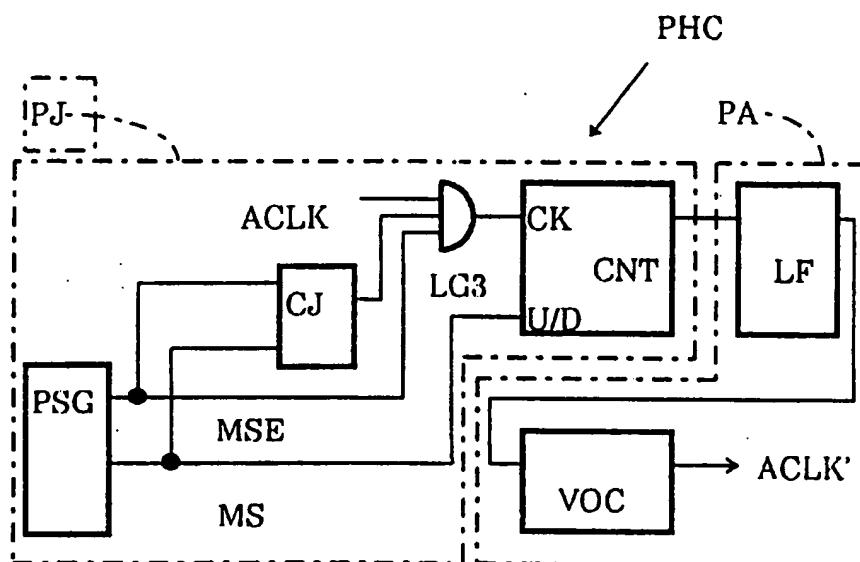 PHC
PJ
PA
ACLK
CK
CNT
LF
LG3
CJ
U/D
PSG
MSE
VOC
ACLK'
MS